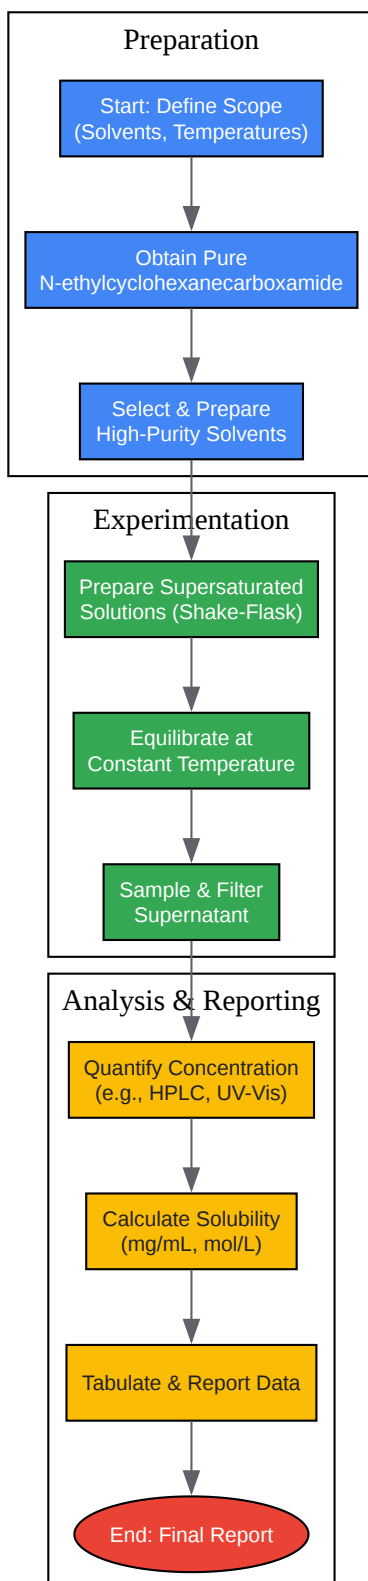 Preparation
Start: Define Scope
(Solvents, Temperatures)
Obtain Pure
N-ethylcyclohexanecarboxamide
Select & Prepare
High-Purity Solvents
Experimentation
Prepare Supersaturated
Solutions (Shake-Flask)
Equilibrate at
Constant Temperature
Sample & Filter
Supernatant
Analysis & Reporting
Quantify Concentration
(e.g., HPLC, UV-Vis)
Calculate Solubility
(mg/mL, mol/L)
Tabulate & Report Data
End: Final Report